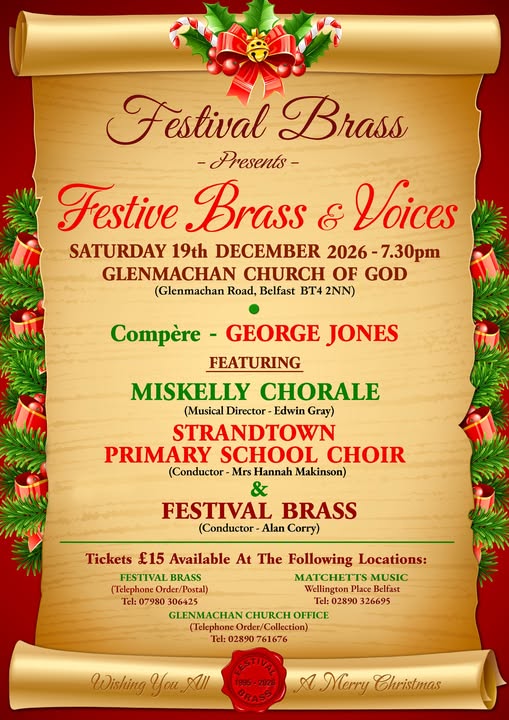 Festival Brass
- Presents -
Festive Brass & Voices
SATURDAY 19th DECEMBER 2026 - 7.30pm
GLENMACHAN CHURCH OF GOD
(Glenmachan Road, Belfast BT4 2NN)
Compère - GEORGE JONES
FEATURING
MISKELLY CHORALE
(Musical Director - Edwin Gray)
STRANDTOWN
PRIMARY SCHOOL CHOIR
(Conductor - Mrs Hannah Makinson)
&
FESTIVAL BRASS
(Conductor - Alan Corry)
Tickets £15 Available At The Following Locations:
FESTIVAL BRASS
(Telephone Order/Postal)
Tel: 07980 306425
MATCHETTS MUSIC
Wellington Place Belfast
Tel: 02890 326695
GLENMACHAN CHURCH OFFICE
(Telephone Order/Collection)
Tel: 02890 761676
Wishing You All
FESTIVAL
BRASS
A Merry Christmas